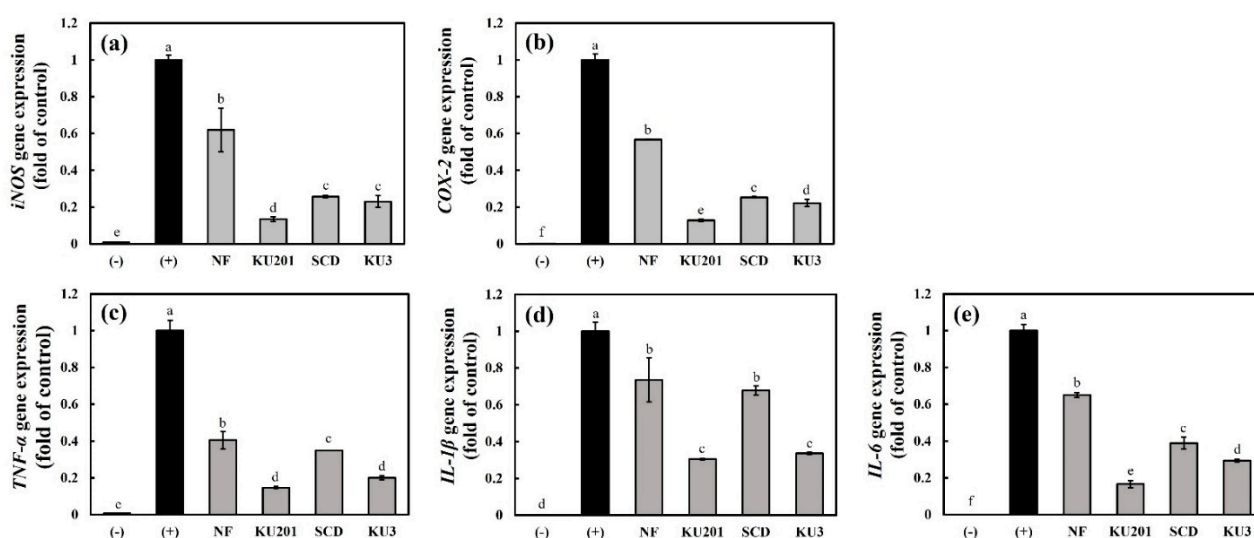 (a)
iNOS gene expression
(fold of control)
1.2
1
0.8
0.6
0.4
0.2
0
e
a
b
d
c
c
(-) (+) NF KU201 SCD KU3
(b)
COX-2 gene expression
(fold of control)
1.2
1
0.8
0.6
0.4
0.2
0
f
a
b
e
c
d
(-) (+) NF KU201 SCD KU3
(c)
TNF-α gene expression
(fold of control)
1.2
1
0.8
0.6
0.4
0.2
0
e
a
b
d
c
d
(-) (+) NF KU201 SCD KU3
(d)
IL-1β gene expression
(fold of control)
1.2
1
0.8
0.6
0.4
0.2
0
d
a
b
c
b
c
(-) (+) NF KU201 SCD KU3
(e)
IL-6 gene expression
(fold of control)
1.2
1
0.8
0.6
0.4
0.2
0
f
a
b
e
c
d
(-) (+) NF KU201 SCD KU3